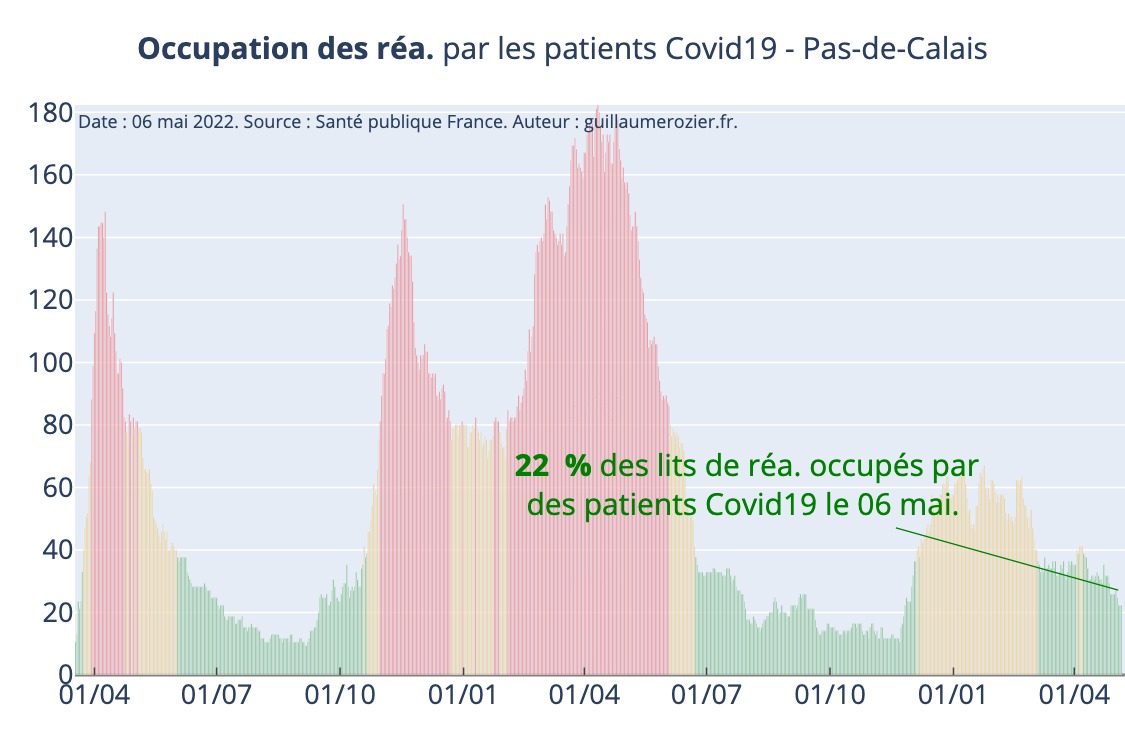 Occupation des réa. par les patients Covid19 - Pas-de-Calais
180
Date : 06 mai 2022. Source : Santé publique France. Auteur : guillaumerozier.fr.
160
140
120
100
80
22 % des lits de réa. occupés par
des patients Covid19 le 06 mai.
60
40
20
0
01/04 01/07 01/10 01/01 01/04 01/07 01/10 01/01 01/04